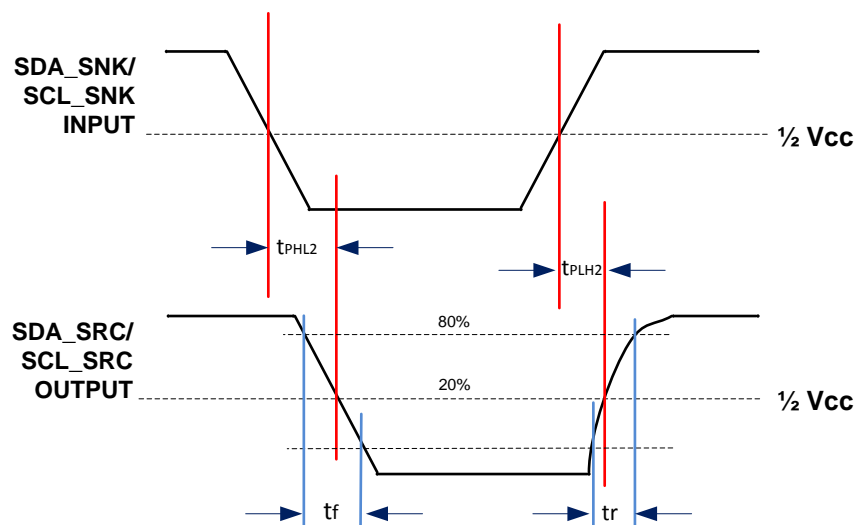 SDA_SNK/
SCL_SNK
INPUT
½ Vcc
tPHL2
tPLH2
SDA_SRC/
SCL_SRC
OUTPUT
80%
20%
½ Vcc
tf
tr